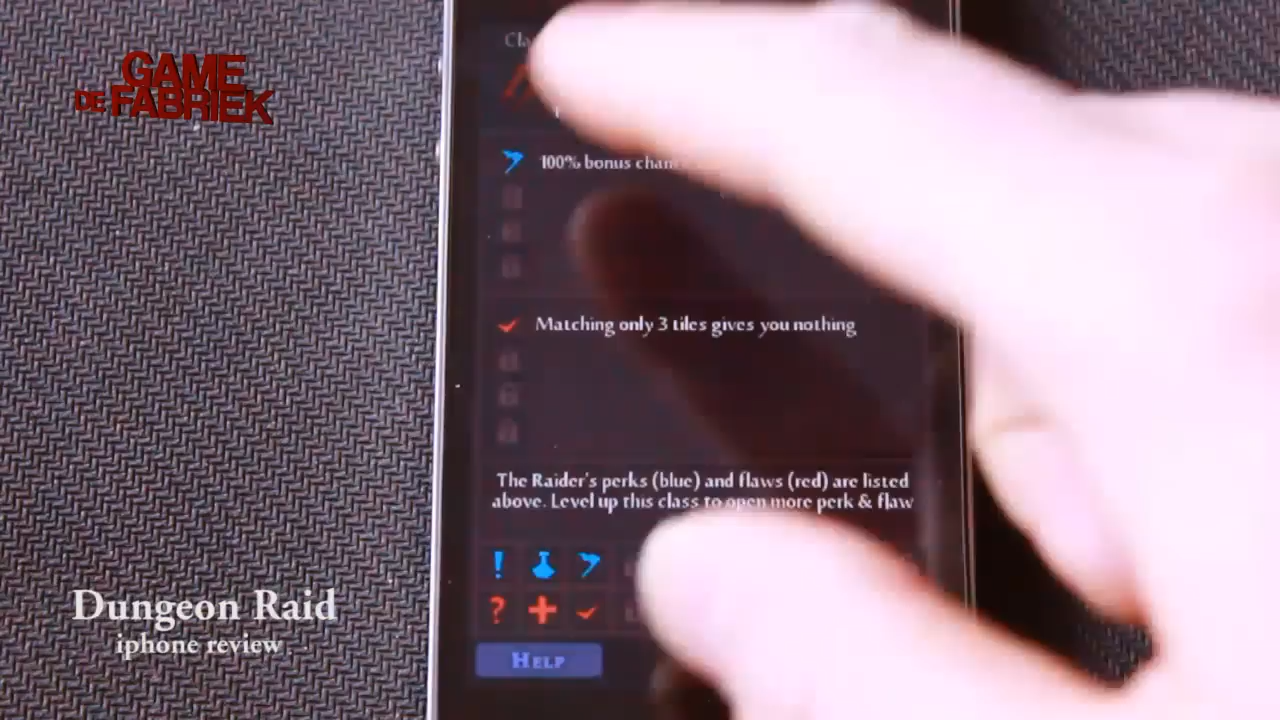 GAME
DE FABRIEK
100% bonus
Matching only 3 tiles gives you nothing
The Raider's perks (blue) and flaws (red) are listed
above. Level up this class to open more perk & flaw
HELP
Dungeon Raid
iphone review